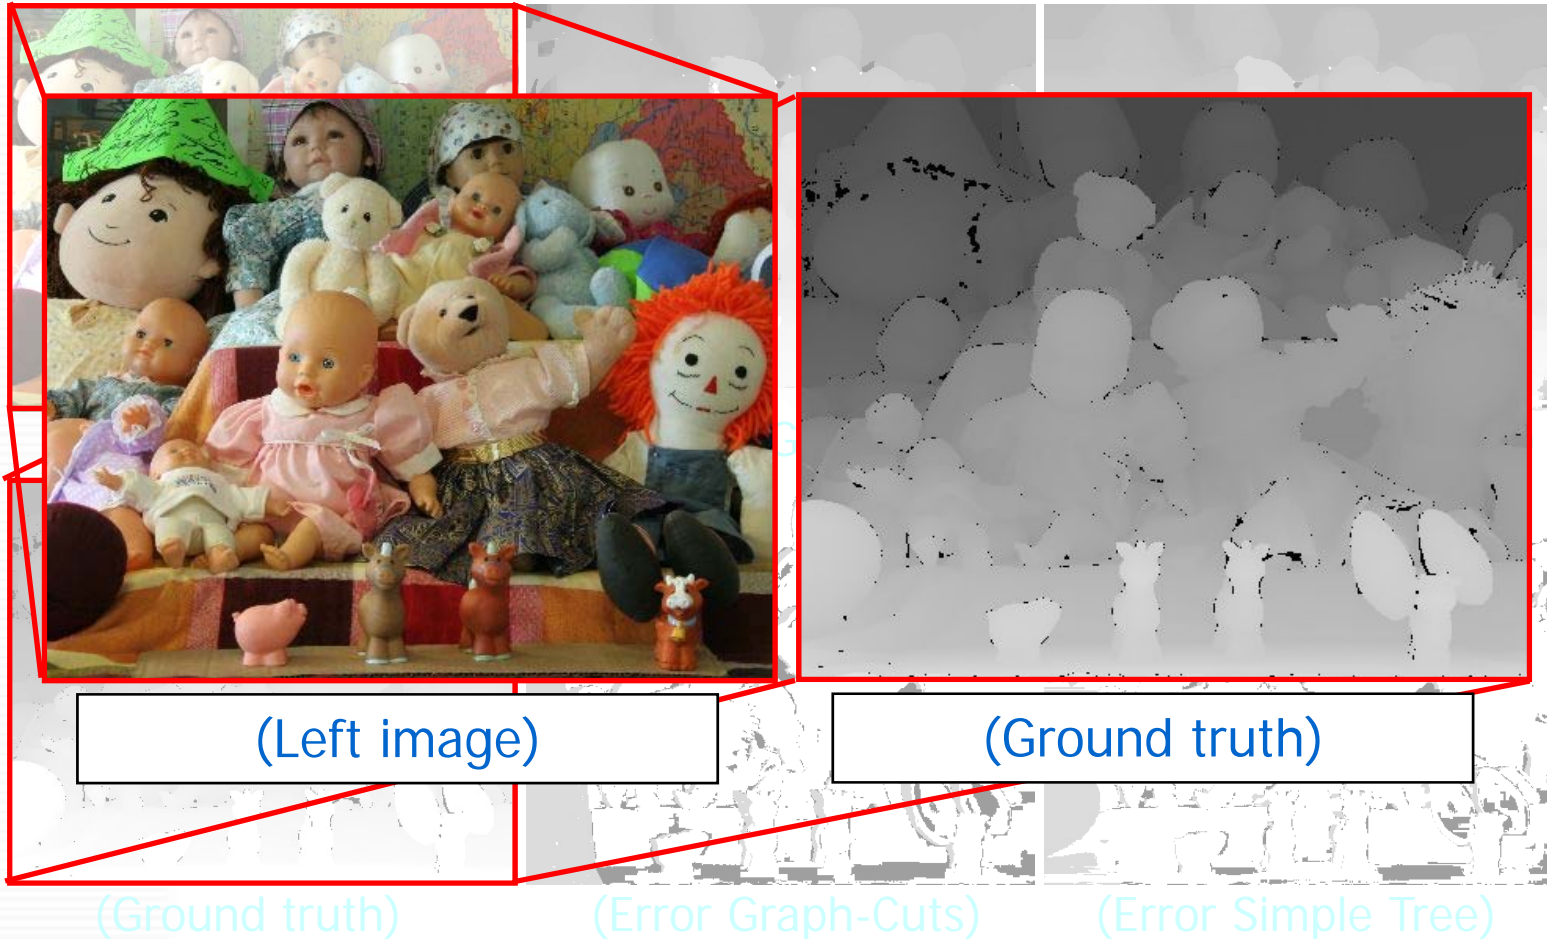 (Left image)
(Ground truth)
(Ground truth)
(Error Graph-Cuts)
(Error Simple Tree)